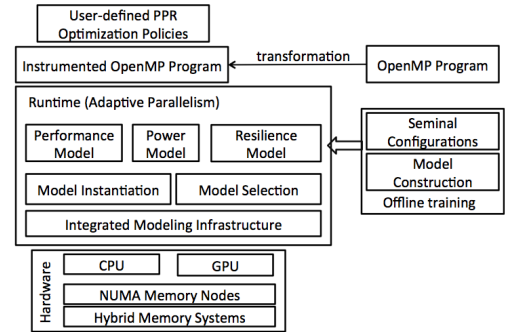 User-defined PPR
Optimization Policies
Instrumented OpenMP Program
transformation
OpenMP Program
Runtime (Adaptive Parallelism)
Performance
Model
Power
Model
Resilience
Model
Model Instantiation
Model Selection
Integrated Modeling Infrastructure
Seminal
Configurations
Model
Construction
Offline training
Hardware
CPU
GPU
NUMA Memory Nodes
Hybrid Memory Systems